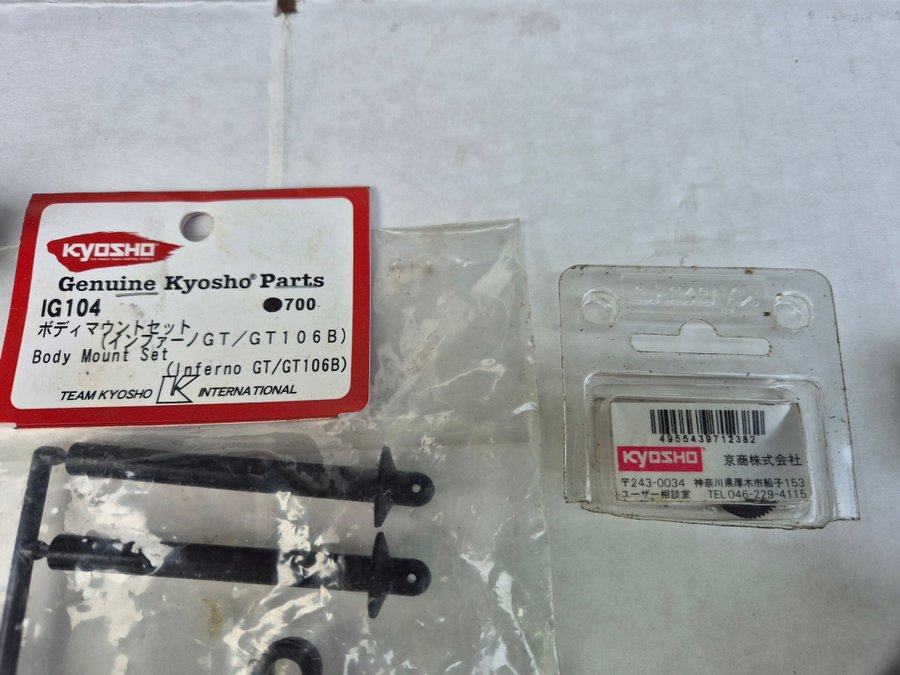 KYOSHO
Genuine Kyosho® Parts
IG104 ●700
ボディマウントセット
(インファーノGT/GT106B)
Body Mount Set
(Inferno GT/GT106B)
TEAM KYOSHO K INTERNATIONAL
4955439712382
KYOSHO 京商株式会社
〒243-0034 神奈川県厚木市船子153
ユーザー相談室 TEL046-229-4115